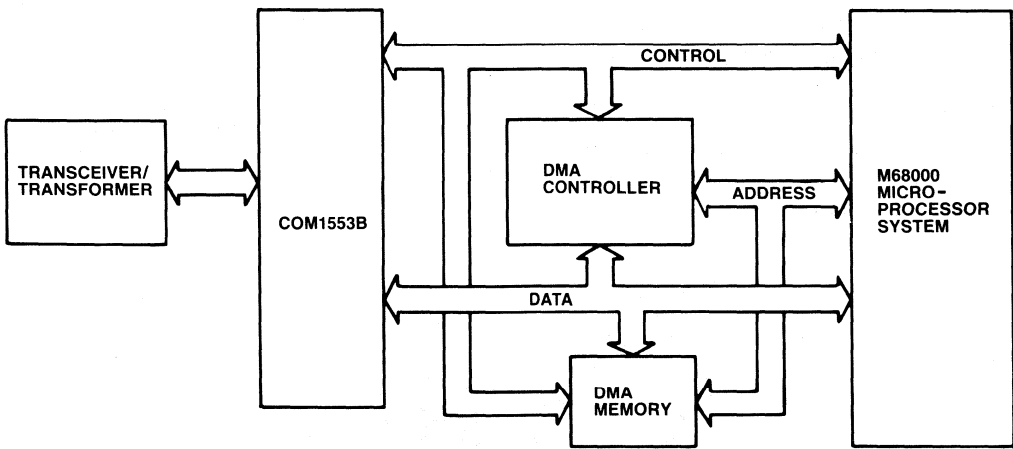 CONTROL
TRANSCEIVER/
TRANSFORMER
COM1553B
DMA
CONTROLLER
ADDRESS
M68000
MICRO-
PROCESSOR
SYSTEM
DATA
DMA
MEMORY